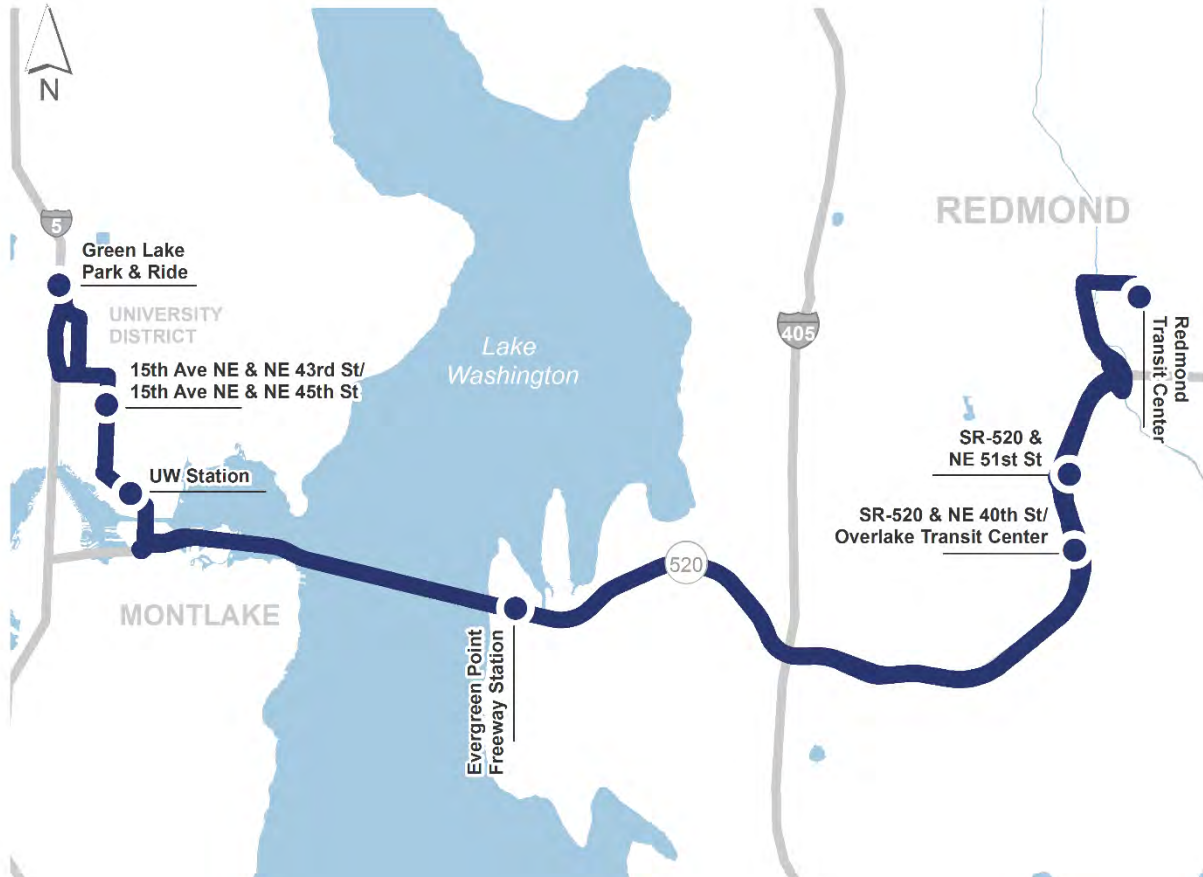 N
5
Green Lake
Park & Ride
UNIVERSITY
DISTRICT
15th Ave NE & NE 43rd St/
15th Ave NE & NE 45th St
UW Station
MONTLAKE
Lake
Washington
Evergreen Point
Freeway Station
520
405
REDMOND
Redmond
Transit Center
SR-520 &
NE 51st St
SR-520 & NE 40th St/
Overlake Transit Center